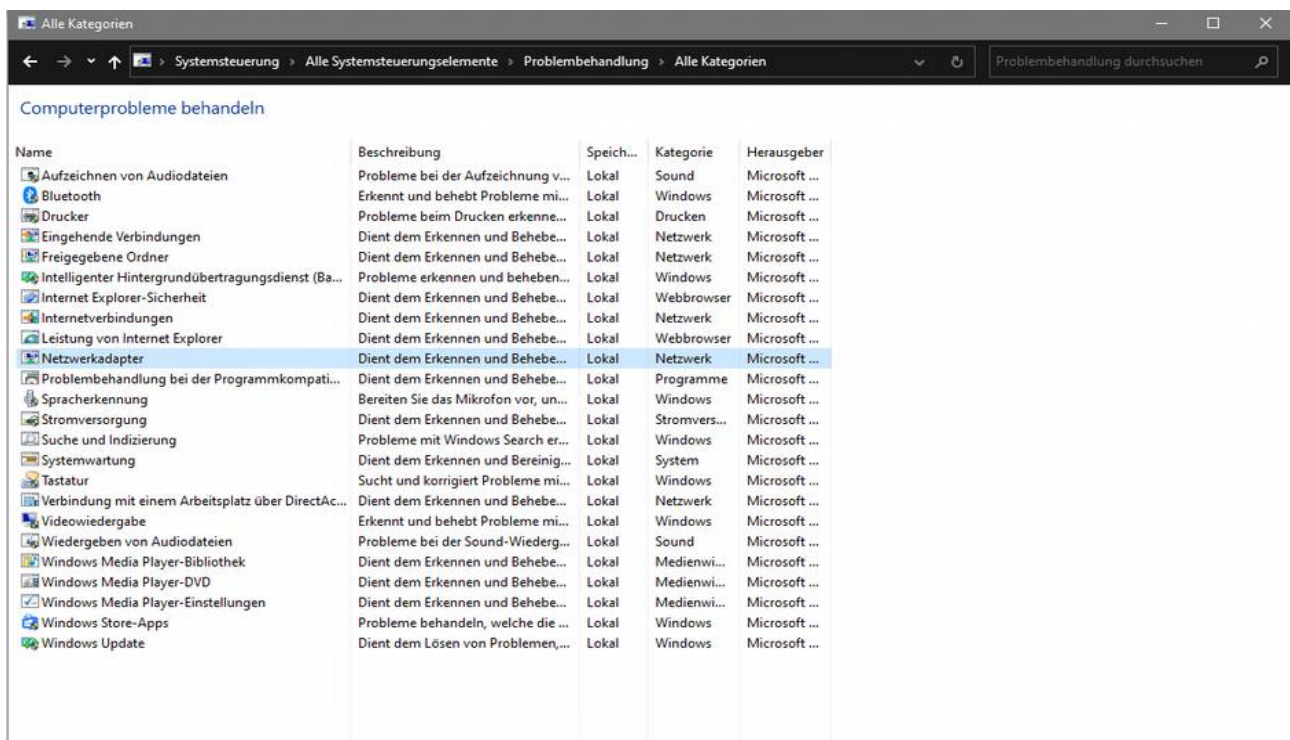 Alle Kategorien
Systemsteuerung > Alle Systemsteuerungselemente > Problembehandlung > Alle Kategorien
Problembehandlung durchsuchen
Computerprobleme behandeln
Name Beschreibung Speich... Kategorie Herausgeber
Aufzeichnen von Audiodateien Probleme bei der Aufzeichnung v... Lokal Sound Microsoft ...
Bluetooth Erkennt und behebt Probleme mi... Lokal Windows Microsoft ...
Drucker Probleme beim Drucken erkenne... Lokal Drucken Microsoft ...
Eingehende Verbindungen Dient dem Erkennen und Behebe... Lokal Netzwerk Microsoft ...
Freigegebene Ordner Dient dem Erkennen und Behebe... Lokal Netzwerk Microsoft ...
Intelligenter Hintergrundübertragungsdienst (Ba... Probleme erkennen und beheben... Lokal Windows Microsoft ...
Internet Explorer-Sicherheit Dient dem Erkennen und Behebe... Lokal Webbrowser Microsoft ...
Internetverbindungen Dient dem Erkennen und Behebe... Lokal Netzwerk Microsoft ...
Leistung von Internet Explorer Dient dem Erkennen und Behebe... Lokal Webbrowser Microsoft ...
Netzwerkadapter Dient dem Erkennen und Behebe... Lokal Netzwerk Microsoft ...
Problembehandlung bei der Programmkompati... Dient dem Erkennen und Behebe... Lokal Programme Microsoft ...
Spracherkennung Bereiten Sie das Mikrofon vor, un... Lokal Windows Microsoft ...
Stromversorgung Dient dem Erkennen und Behebe... Lokal Stromvers... Microsoft ...
Suche und Indizierung Probleme mit Windows Search er... Lokal Windows Microsoft ...
Systemwartung Dient dem Erkennen und Bereinig... Lokal System Microsoft ...
Tastatur Sucht und korrigiert Probleme mi... Lokal Windows Microsoft ...
Verbindung mit einem Arbeitsplatz über DirectAc... Dient dem Erkennen und Behebe... Lokal Netzwerk Microsoft ...
Videowiedergabe Erkennt und behebt Probleme mi... Lokal Windows Microsoft ...
Wiedergeben von Audiodateien Probleme bei der Sound-Wiederg... Lokal Sound Microsoft ...
Windows Media Player-Bibliothek Dient dem Erkennen und Behebe... Lokal Medienwi... Microsoft ...
Windows Media Player-DVD Dient dem Erkennen und Behebe... Lokal Medienwi... Microsoft ...
Windows Media Player-Einstellungen Dient dem Erkennen und Behebe... Lokal Medienwi... Microsoft ...
Windows Store-Apps Probleme behandeln, welche die ... Lokal Windows Microsoft ...
Windows Update Dient dem Lösen von Problemen,... Lokal Windows Microsoft ...